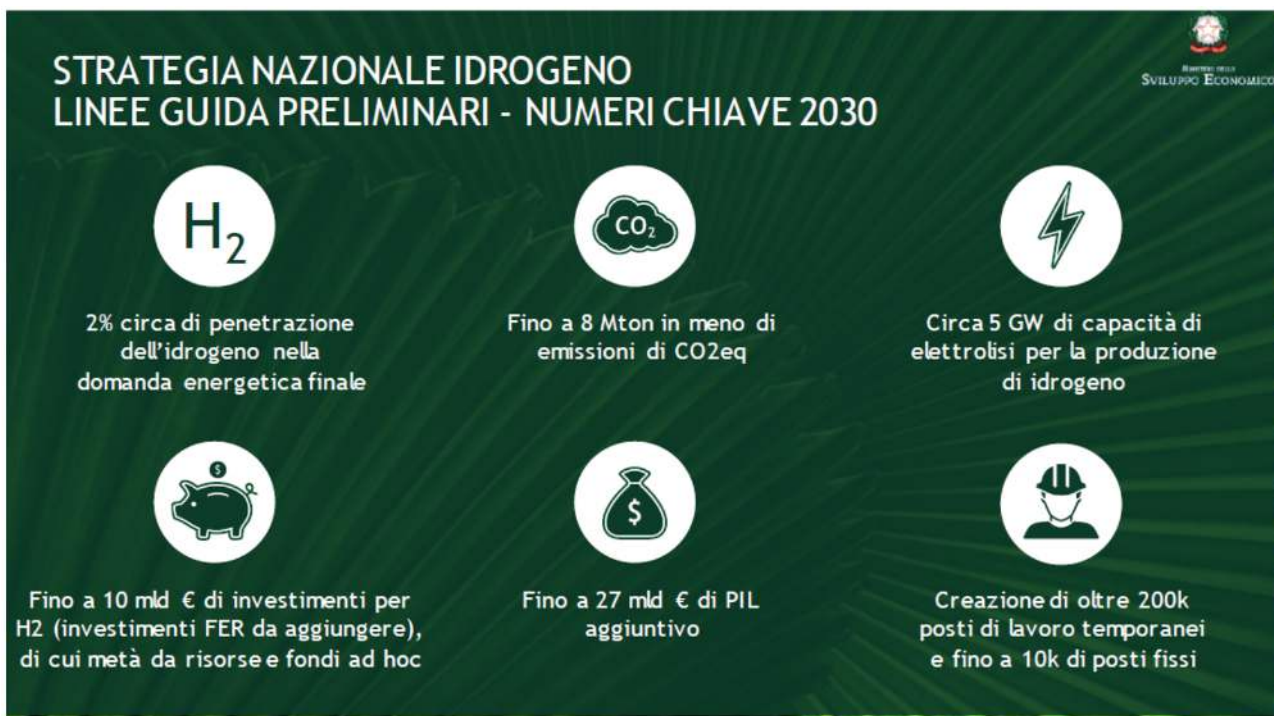 STRATEGIA NAZIONALE IDROGENO
LINEE GUIDA PRELIMINARI - NUMERI CHIAVE 2030
MINISTERO DELLO
SVILUPPO ECONOMICO
H2
2% circa di penetrazione
dell'idrogeno nella
domanda energetica finale
CO2
Fino a 8 Mton in meno di
emissioni di CO2eq
Circa 5 GW di capacità di
elettrolisi per la produzione
di idrogeno
$
Fino a 10 mld € di investimenti per
H2 (investimenti FER da aggiungere),
di cui metà da risorse e fondi ad hoc
$
Fino a 27 mld € di PIL
aggiuntivo
Creazione di oltre 200k
posti di lavoro temporanei
e fino a 10k di posti fissi